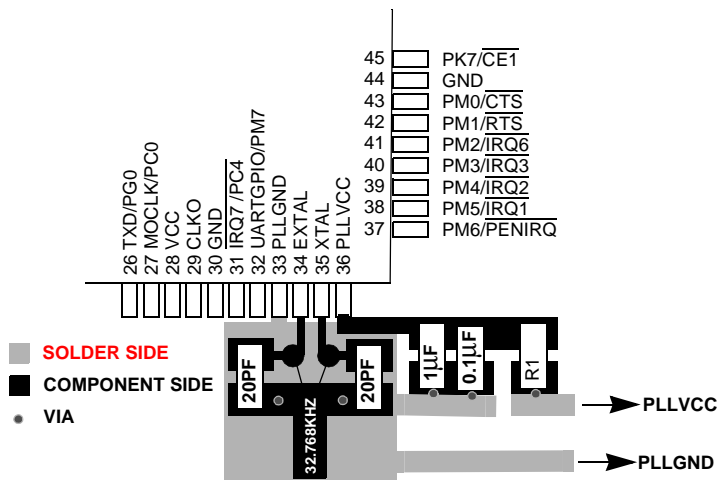 45 PK7/CE1
44 GND
43 PM0/CTS
42 PM1/RTS
41 PM2/IRQ6
40 PM3/IRQ3
39 PM4/IRQ2
38 PM5/IRQ1
37 PM6/PENIRQ
26 TXD/PG0
27 MOCLK/PC0
28 VCC
29 CLKO
30 GND
31 IRQ7/PC4
32 UARTGPIO/PM7
33 PLLGND
34 EXTAL
35 XTAL
36 PLLVCC
SOLDER SIDE
COMPONENT SIDE
VIA
20PF
20PF
32.768KHZ
1µF
0.1µF
R1
PLLVCC
PLLGND